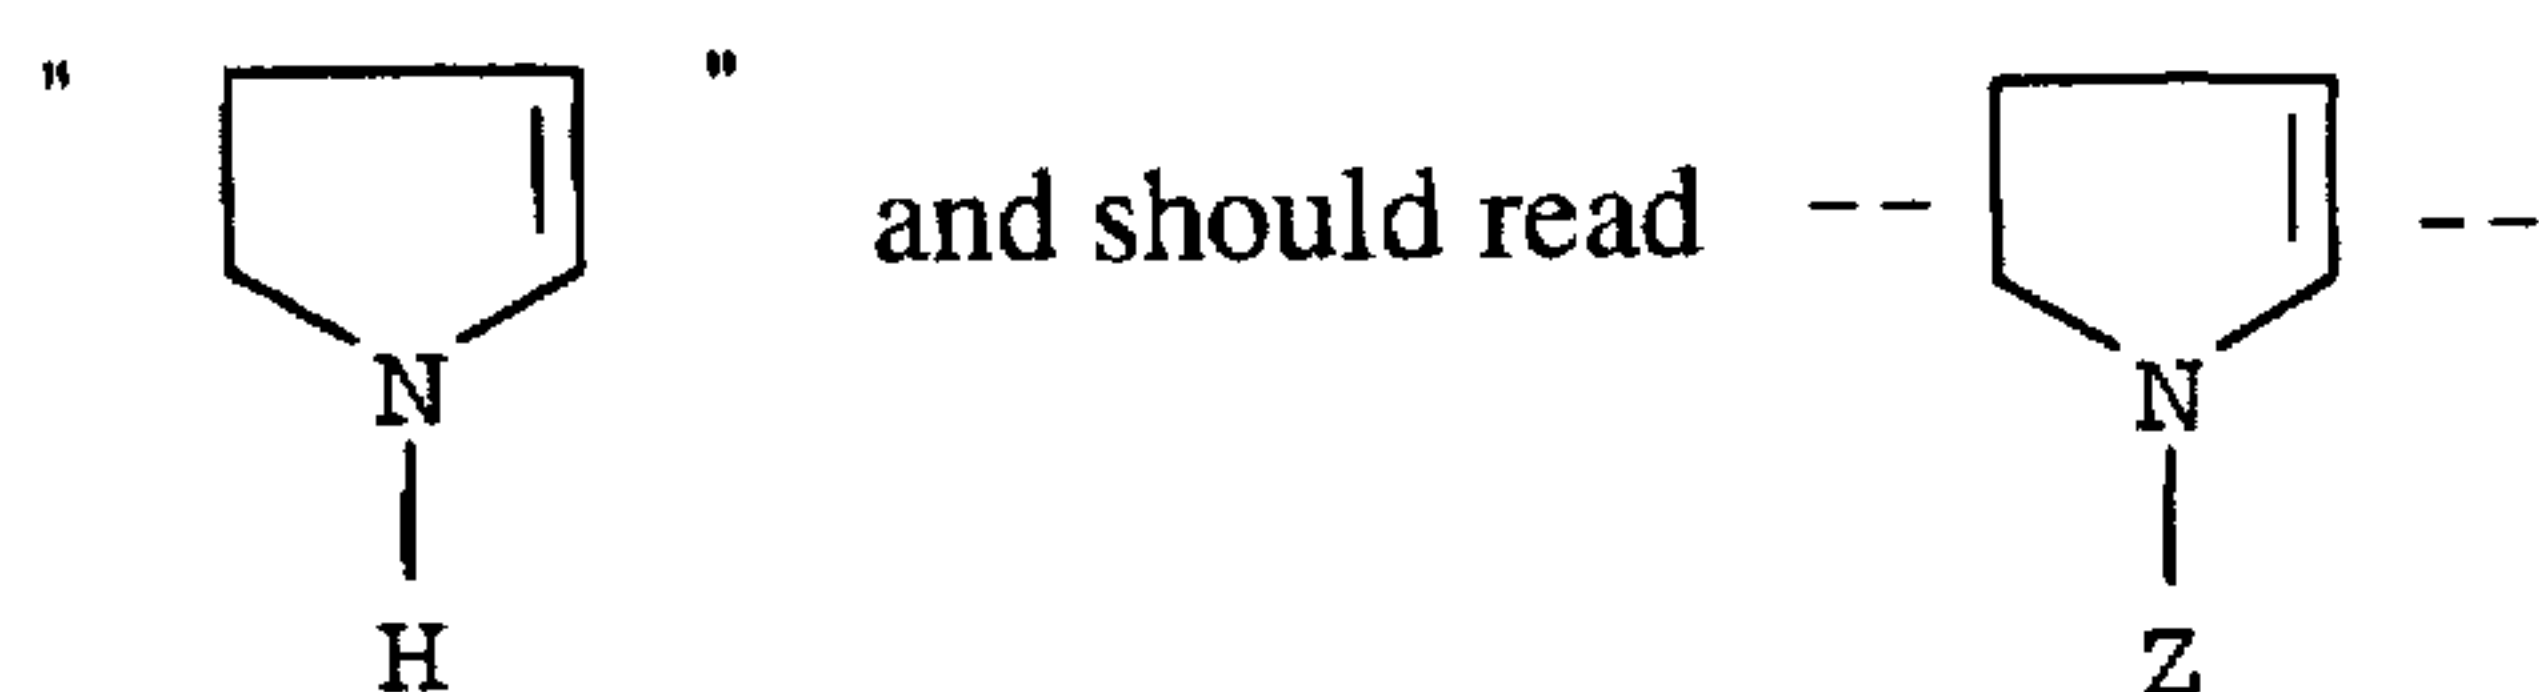 " " and should read -- --
N N
H Z